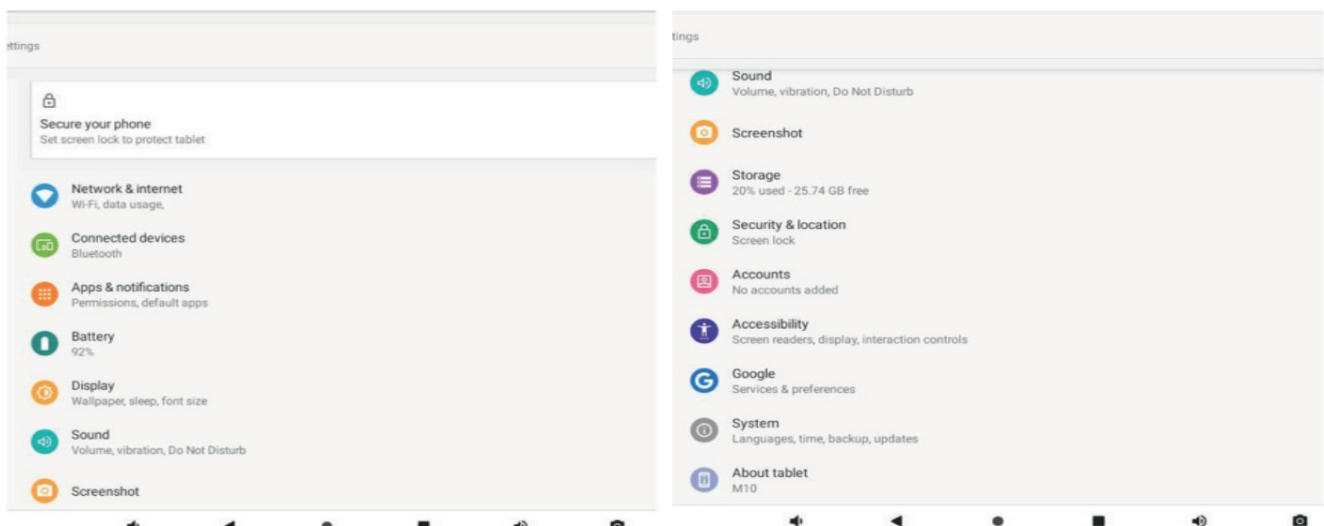 ettings
Secure your phone
Set screen lock to protect tablet
Network & internet
Wi-Fi, data usage,
Connected devices
Bluetooth
Apps & notifications
Permissions, default apps
Battery
92%
Display
Wallpaper, sleep, font size
Sound
Volume, vibration, Do Not Disturb
Screenshot
tings
Sound
Volume, vibration, Do Not Disturb
Screenshot
Storage
20% used - 25.74 GB free
Security & location
Screen lock
Accounts
No accounts added
Accessibility
Screen readers, display, interaction controls
Google
Services & preferences
System
Languages, time, backup, updates
About tablet
M10